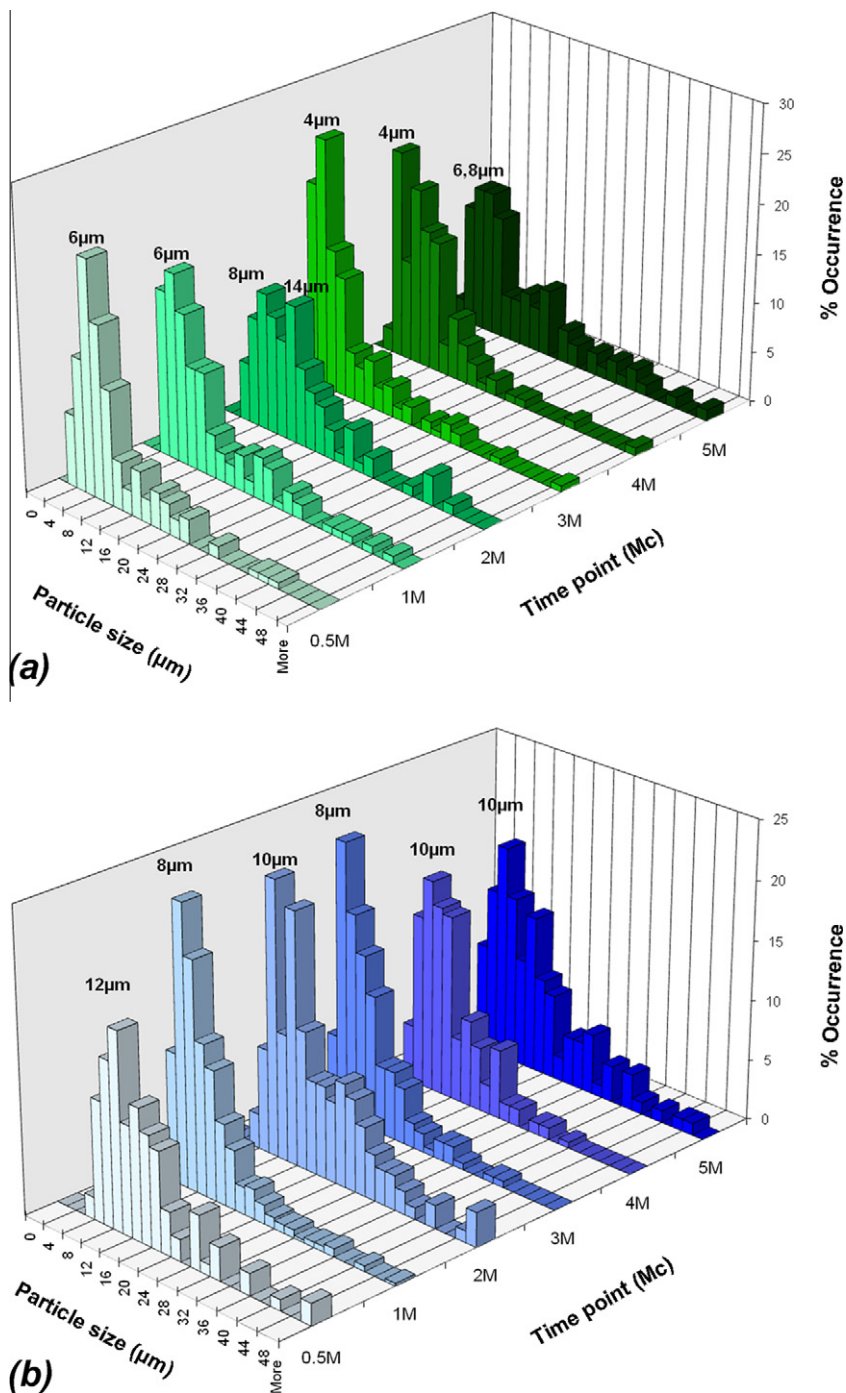 4µm
4µm
6,8µm
6µm
6µm
8µm
14µm
30
25
20
15
10
5
0
% Occurrence
0
4
8
12
16
20
24
28
32
36
40
44
48
More
Particle size (µm)
0.5M
1M
2M
3M
4M
5M
Time point (Mc)
(a)
8µm
10µm
8µm
10µm
10µm
12µm
25
20
15
10
5
0
% Occurrence
0
4
8
12
16
20
24
28
32
36
40
44
48
More
Particle size (µm)
0.5M
1M
2M
3M
4M
5M
Time point (Mc)
(b)